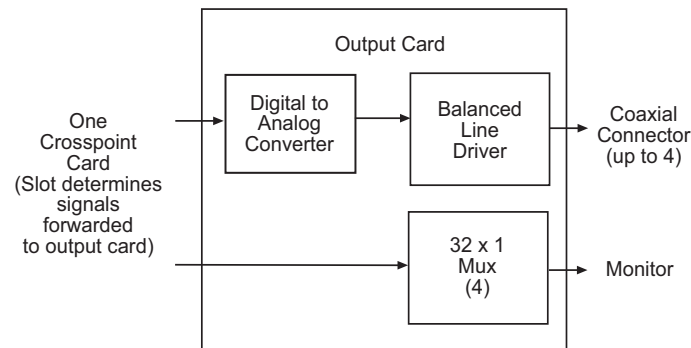 Output Card
One
Crosspoint
Card
(Slot determines
signals
forwarded
to output card)
Digital to
Analog
Converter
Balanced
Line
Driver
Coaxial
Connector
(up to 4)
32 x 1
Mux
(4)
Monitor